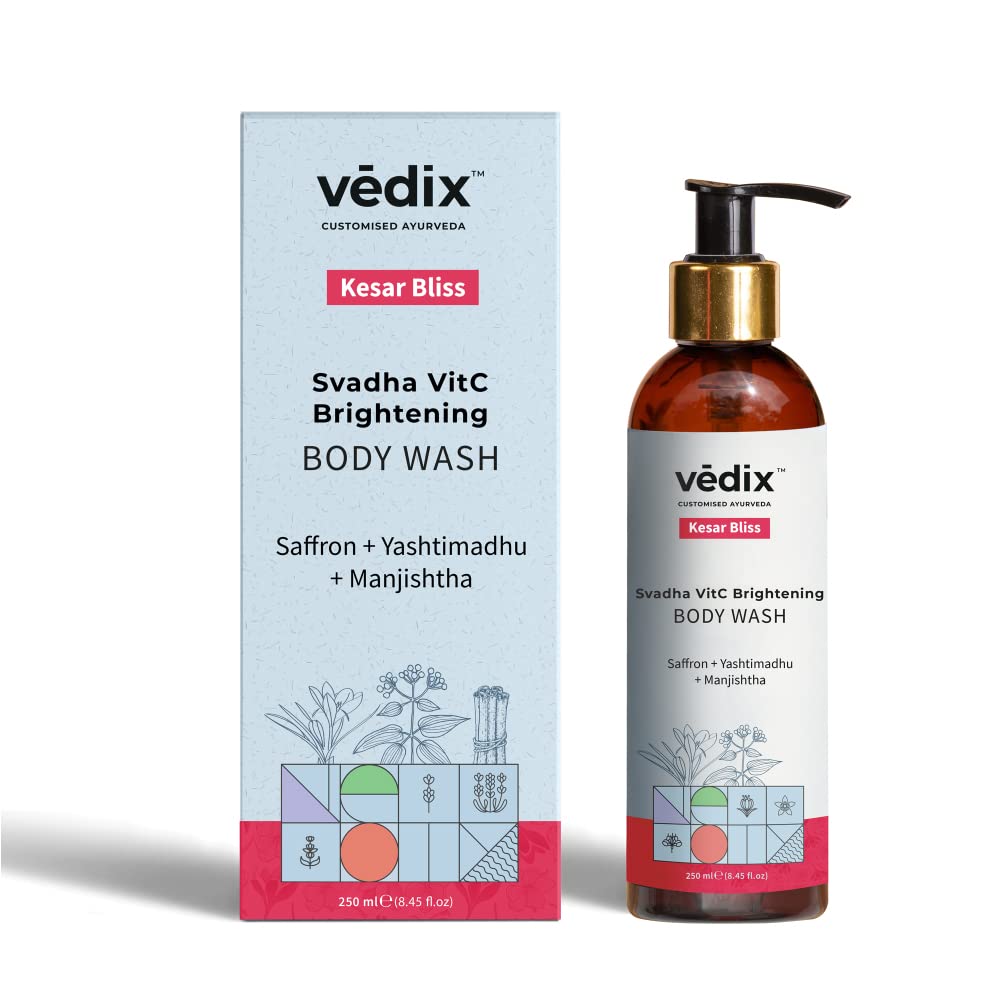 vēdix™
CUSTOMISED AYURVEDA
Kesar Bliss
Svadha VitC
Brightening
BODY WASH
Saffron + Yashtimadhu
+ Manjishtha
250 ml℮(8.45 fl.oz)
vēdix™
CUSTOMISED AYURVEDA
Kesar Bliss
Svadha VitC Brightening
BODY WASH
Saffron + Yashtimadhu
+ Manjishtha
250 ml℮(8.45 fl.oz)